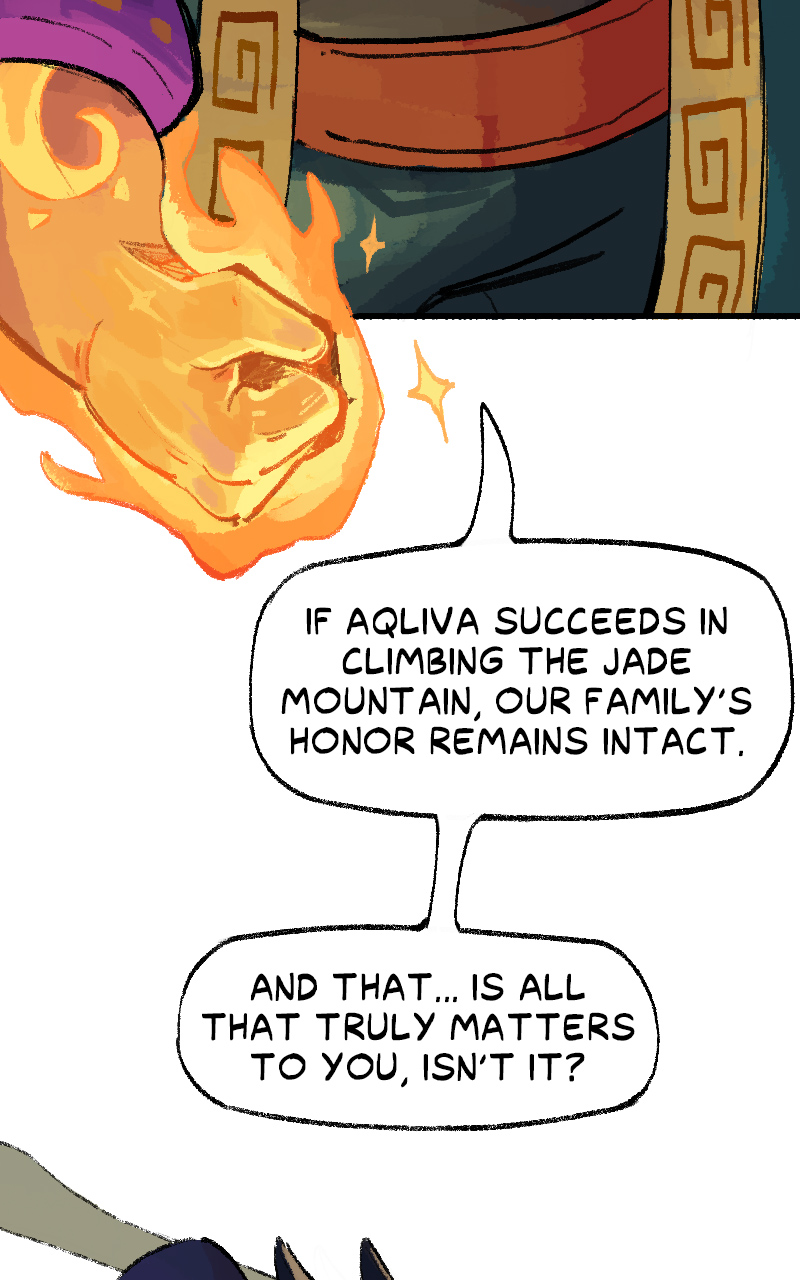 IF AQLIVA SUCCEEDS IN
CLIMBING THE JADE
MOUNTAIN, OUR FAMILY'S
HONOR REMAINS INTACT.
AND THAT... IS ALL
THAT TRULY MATTERS
TO YOU, ISN'T IT?